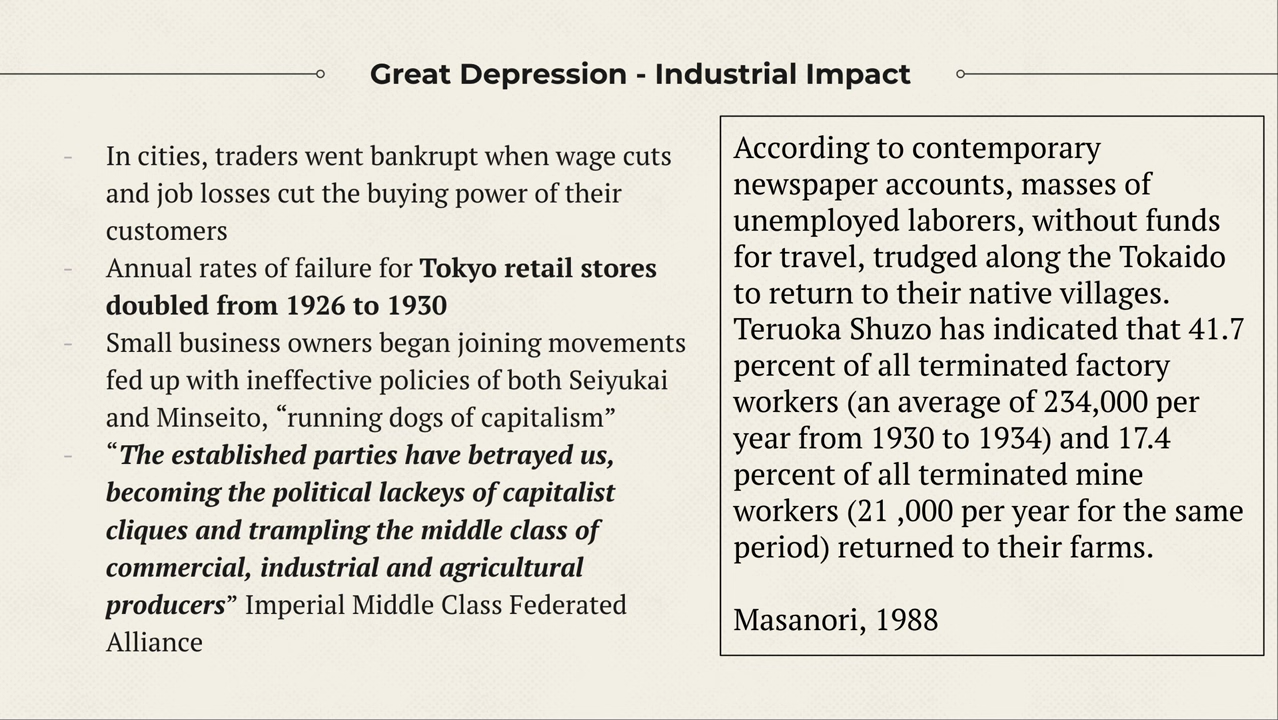 Great Depression - Industrial Impact
- In cities, traders went bankrupt when wage cuts
and job losses cut the buying power of their
customers
- Annual rates of failure for Tokyo retail stores
doubled from 1926 to 1930
- Small business owners began joining movements
fed up with ineffective policies of both Seiyukai
and Minseito, “running dogs of capitalism”
- “The established parties have betrayed us,
becoming the political lackeys of capitalist
cliques and trampling the middle class of
commercial, industrial and agricultural
producers” Imperial Middle Class Federated
Alliance
According to contemporary
newspaper accounts, masses of
unemployed laborers, without funds
for travel, trudged along the Tokaido
to return to their native villages.
Teruoka Shuzo has indicated that 41.7
percent of all terminated factory
workers (an average of 234,000 per
year from 1930 to 1934) and 17.4
percent of all terminated mine
workers (21 ,000 per year for the same
period) returned to their farms.
Masanori, 1988